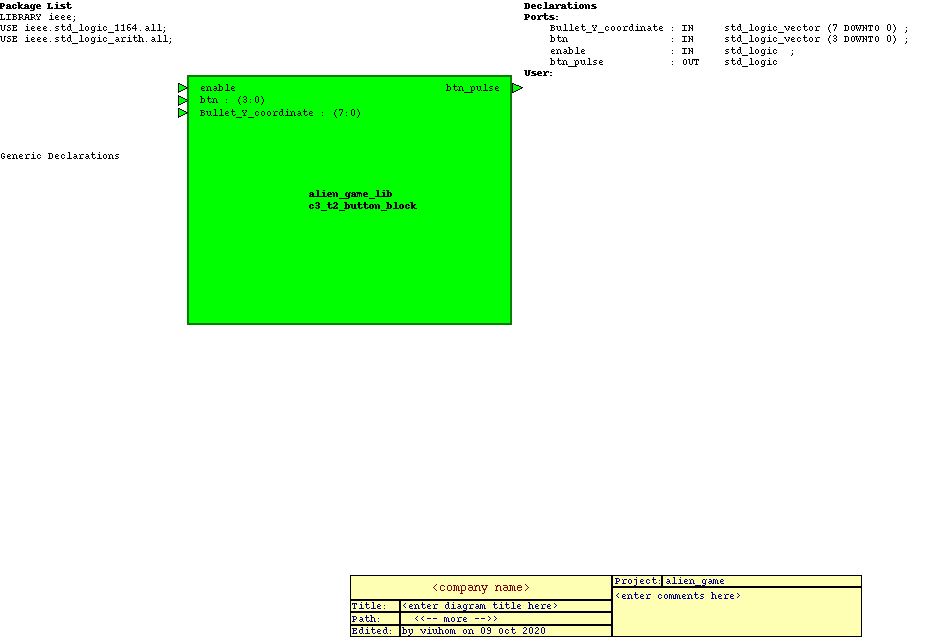 Package List
LIBRARY ieee;
USE ieee.std_logic_1164.all;
USE ieee.std_logic_arith.all;
Declarations
Ports:
Bullet_Y_coordinate : IN std_logic_vector (7 DOWNTO 0) ;
btn : IN std_logic_vector (3 DOWNTO 0) ;
enable : IN std_logic ;
btn_pulse : OUT std_logic
User:
enable btn_pulse
btn : (3:0)
Bullet_Y_coordinate : (7:0)
Generic Declarations
alien_game_lib
c3_t2_button_block
<company name>
Title: <enter diagram title here>
Path: <<-- more -->>
Edited: by viuhom on 09 Oct 2020
Project: alien_game
<enter comments here>